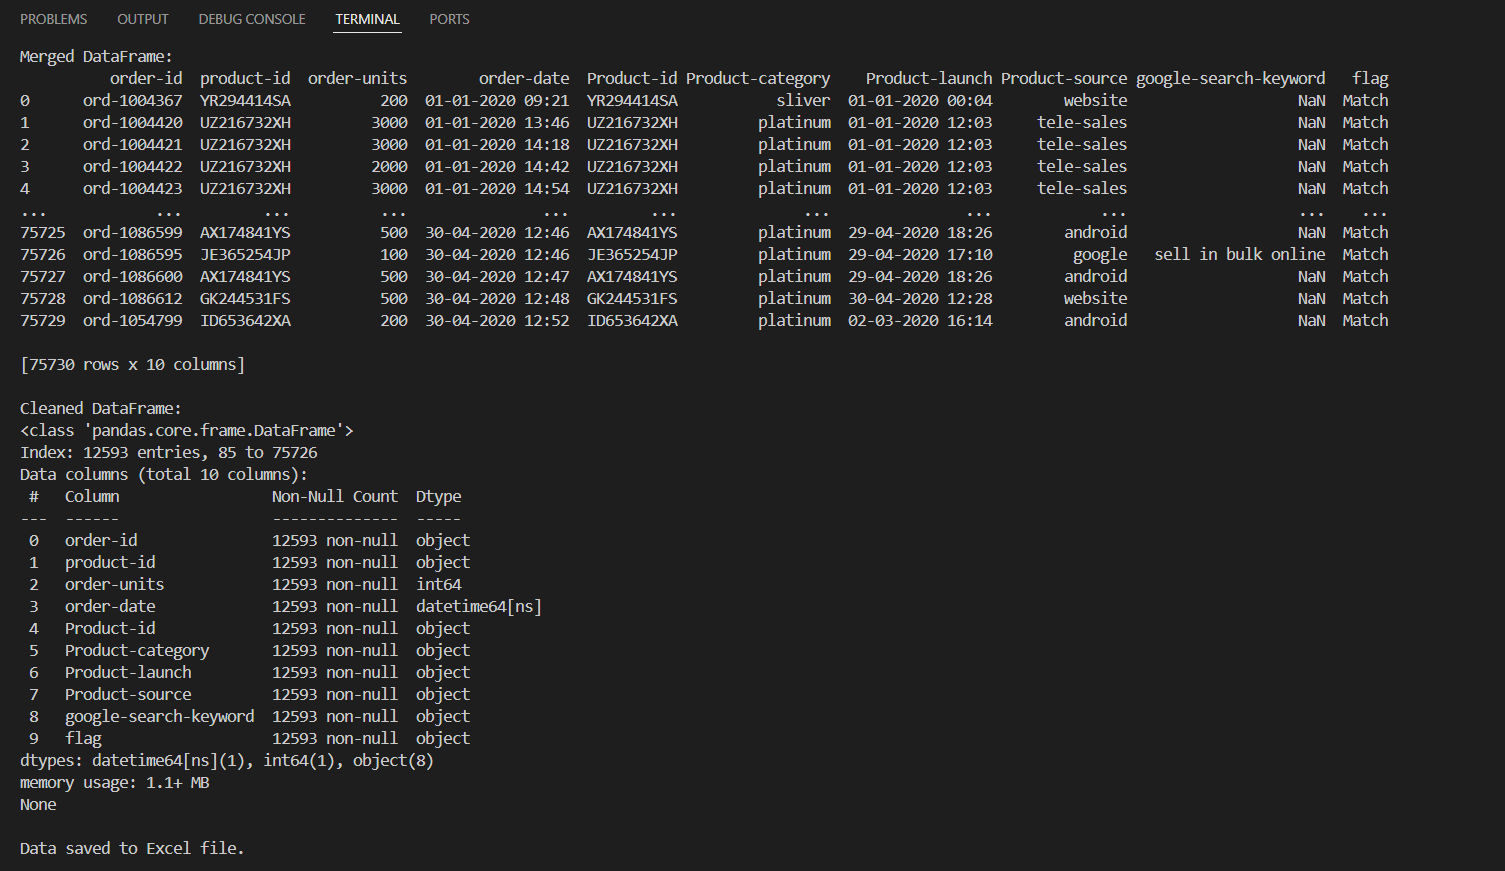 PROBLEMS OUTPUT DEBUG CONSOLE TERMINAL PORTS
Merged DataFrame:
order-id product-id order-units order-date Product-id Product-category Product-launch Product-source google-search-keyword flag
0 ord-1004367 YR294414SA 200 01-01-2020 09:21 YR294414SA sliver 01-01-2020 00:04 website NaN Match
1 ord-1004420 UZ216732XH 3000 01-01-2020 13:46 UZ216732XH platinum 01-01-2020 12:03 tele-sales NaN Match
2 ord-1004421 UZ216732XH 3000 01-01-2020 14:18 UZ216732XH platinum 01-01-2020 12:03 tele-sales NaN Match
3 ord-1004422 UZ216732XH 2000 01-01-2020 14:42 UZ216732XH platinum 01-01-2020 12:03 tele-sales NaN Match
4 ord-1004423 UZ216732XH 3000 01-01-2020 14:54 UZ216732XH platinum 01-01-2020 12:03 tele-sales NaN Match
... ... ... ... ... ... ... ... ... ... ...
75725 ord-1086599 AX174841YS 500 30-04-2020 12:46 AX174841YS platinum 29-04-2020 18:26 android NaN Match
75726 ord-1086595 JE365254JP 100 30-04-2020 12:46 JE365254JP platinum 29-04-2020 17:10 google sell in bulk online Match
75727 ord-1086600 AX174841YS 500 30-04-2020 12:47 AX174841YS platinum 29-04-2020 18:26 android NaN Match
75728 ord-1086612 GK244531FS 500 30-04-2020 12:48 GK244531FS platinum 30-04-2020 12:28 website NaN Match
75729 ord-1054799 ID653642XA 200 30-04-2020 12:52 ID653642XA platinum 02-03-2020 16:14 android NaN Match
[75730 rows x 10 columns]
Cleaned DataFrame:
<class 'pandas.core.frame.DataFrame'>
Index: 12593 entries, 85 to 75726
Data columns (total 10 columns):
# Column Non-Null Count Dtype
--- ------ -------------- -----
0 order-id 12593 non-null object
1 product-id 12593 non-null object
2 order-units 12593 non-null int64
3 order-date 12593 non-null datetime64[ns]
4 Product-id 12593 non-null object
5 Product-category 12593 non-null object
6 Product-launch 12593 non-null object
7 Product-source 12593 non-null object
8 google-search-keyword 12593 non-null object
9 flag 12593 non-null object
dtypes: datetime64[ns](1), int64(1), object(8)
memory usage: 1.1+ MB
None
Data saved to Excel file.